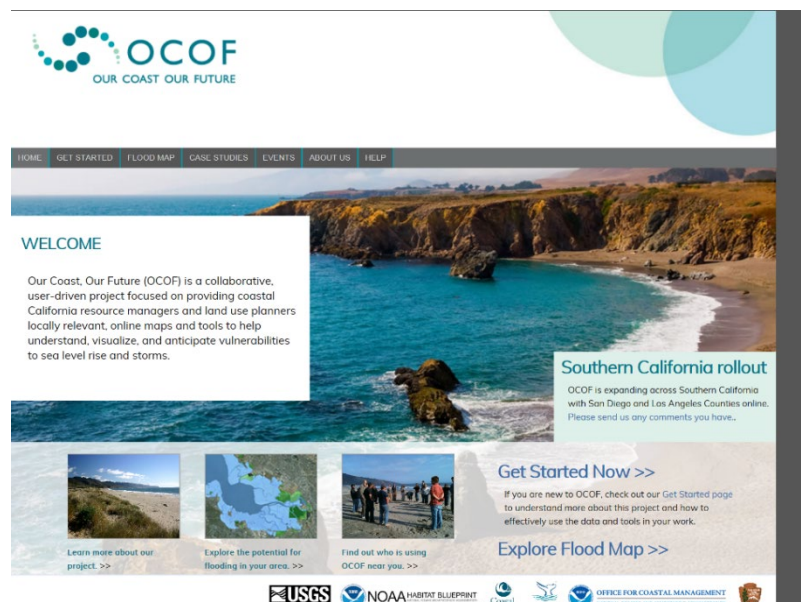 OCOF
OUR COAST OUR FUTURE
HOME GET STARTED FLOOD MAP CASE STUDIES EVENTS ABOUT US HELP
WELCOME
Our Coast, Our Future (OCOF) is a collaborative,
user-driven project focused on providing coastal
California resource managers and land use planners
locally relevant, online maps and tools to help
understand, visualize, and anticipate vulnerabilities
to sea level rise and storms.
Southern California rollout
OCOF is expanding across Southern California
with San Diego and Los Angeles Counties online.
Please send us any comments you have..
Learn more about our
project. >>
Explore the potential for
flooding in your area. >>
Find out who is using
OCOF near you. >>
Get Started Now >>
If you are new to OCOF, check out our Get Started page
to understand more about this project and how to
effectively use the data and tools in your work.
Explore Flood Map >>
USGS NOAA HABITAT BLUEPRINT Coastal OFFICE FOR COASTAL MANAGEMENT